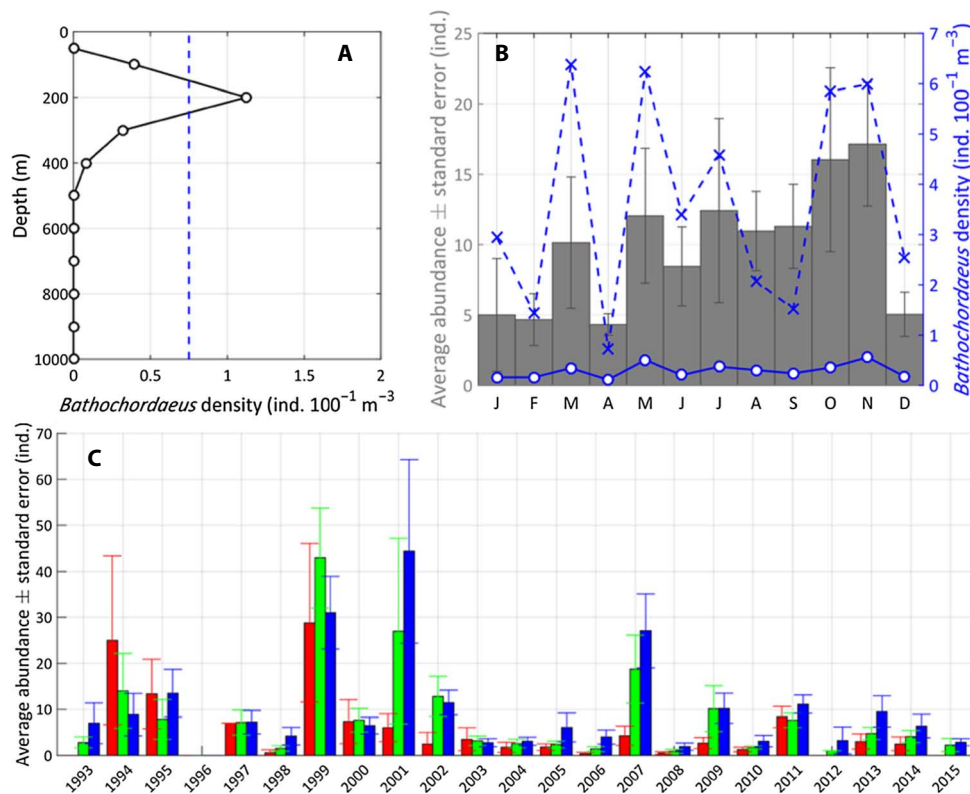 A
0
200
400
600
800
1000
Depth (m)
0 0.5 1 1.5 2
Bathochordaeus density (ind. 100⁻¹ m⁻³
B
25
20
15
10
5
0
Average abundance ± standard error (ind.)
7
6
5
4
3
2
1
0
Bathochordaeus density (ind. 100⁻¹ m⁻³)
J F M A M J J A S O N D
C
70
60
50
40
30
20
10
0
Average abundance ± standard error (ind.)
1993 1994 1995 1996 1997 1998 1999 2000 2001 2002 2003 2004 2005 2006 2007 2008 2009 2010 2011 2012 2013 2014 2015